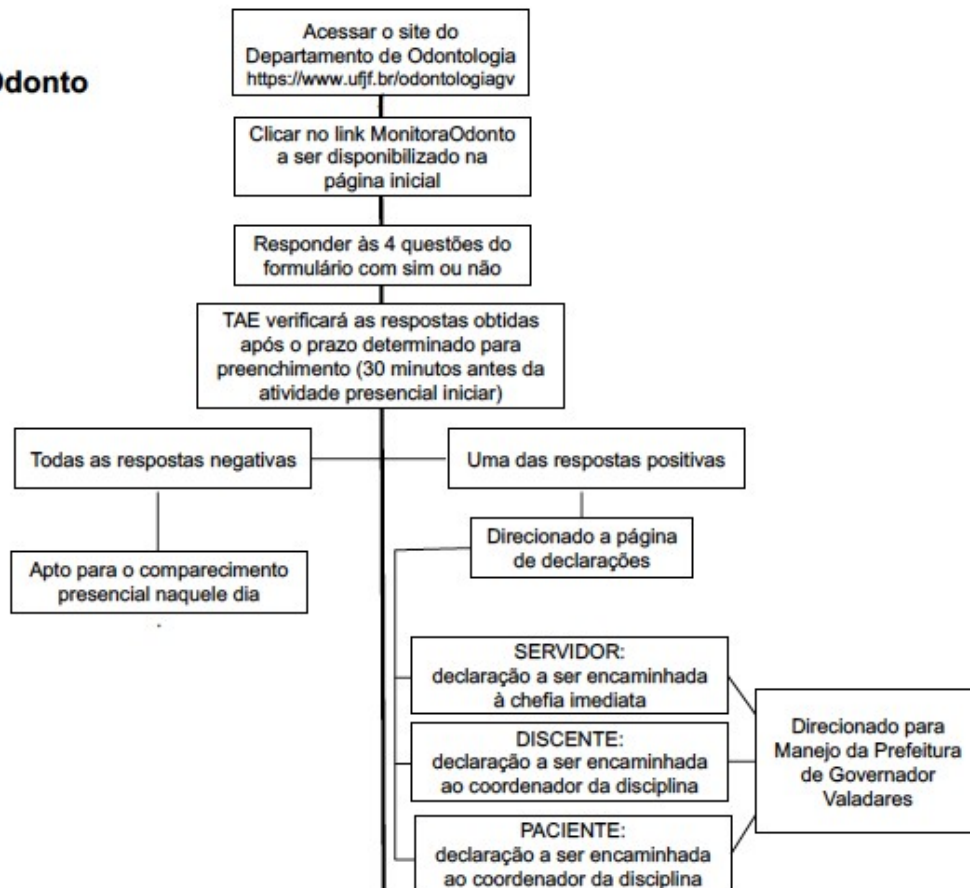 Odonto
Acessar o site do
Departamento de Odontologia
https://www.ufjf.br/odontologiagv
Clicar no link MonitoraOdonto
a ser disponibilizado na
página inicial
Responder às 4 questões do
formulário com sim ou não
TAE verificará as respostas obtidas
após o prazo determinado para
preenchimento (30 minutos antes da
atividade presencial iniciar)
Todas as respostas negativas
Uma das respostas positivas
Apto para o comparecimento
presencial naquele dia
.
Direcionado a página
de declarações
SERVIDOR:
declaração a ser encaminhada
à chefia imediata
DISCENTE:
declaração a ser encaminhada
ao coordenador da disciplina
PACIENTE:
declaração a ser encaminhada
ao coordenador da disciplina
Direcionado para
Manejo da Prefeitura
de Governador
Valadares